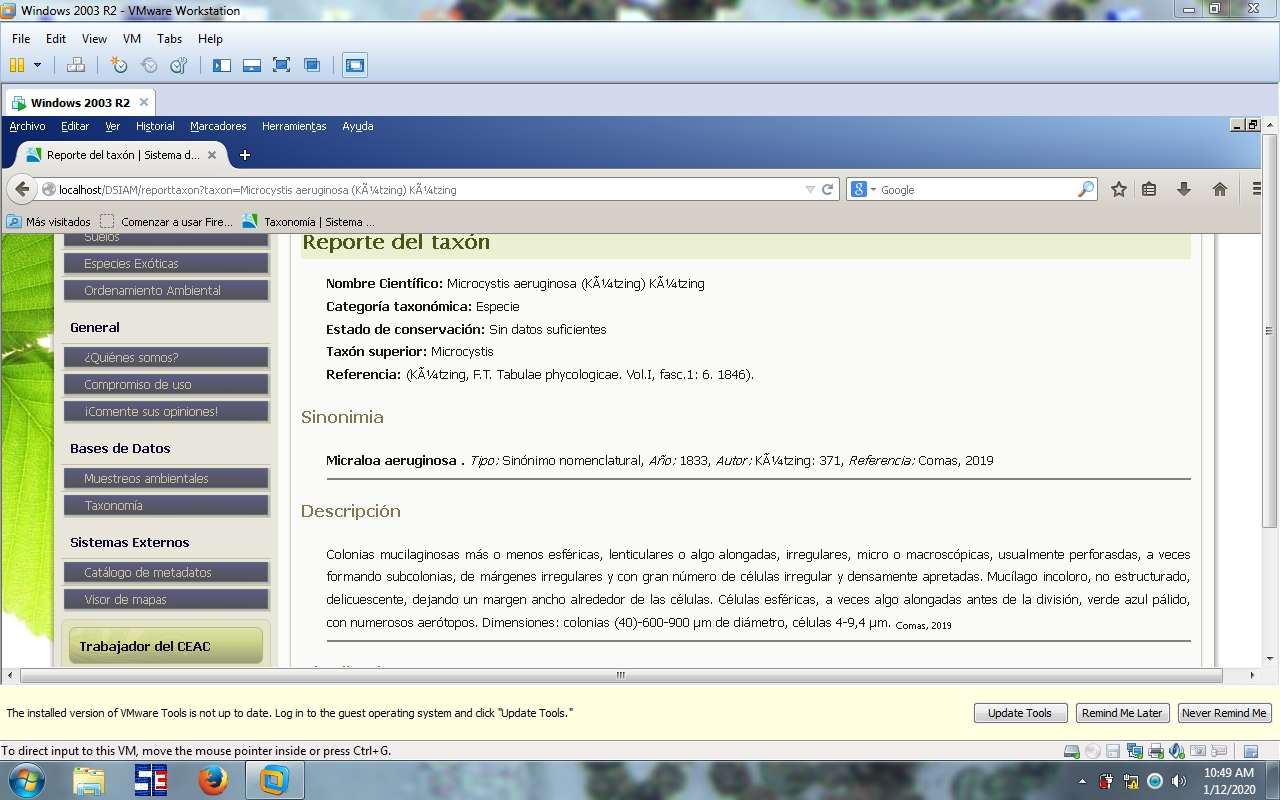 Windows 2003 R2 - VMware Workstation
File Edit View VM Tabs Help
Windows 2003 R2
Archivo Editar Ver Historial Marcadores Herramientas Ayuda
Reporte del taxón | Sistema d...
localhost/DSIAM/reporttaxon?taxon=Microcystis aeruginosa (KÃ¼tzing) KÃ¼tzing
Google
Más visitados Comenzar a usar Fire... Taxonomía | Sistema ...
Suelos
Especies Exóticas
Ordenamiento Ambiental
General
¿Quiénes somos?
Compromiso de uso
¡Comente sus opiniones!
Bases de Datos
Muestreos ambientales
Taxonomía
Sistemas Externos
Catálogo de metadatos
Visor de mapas
Trabajador del CEAC
Reporte del taxón
Nombre Científico: Microcystis aeruginosa (KÃ¼tzing) KÃ¼tzing
Categoría taxonómica: Especie
Estado de conservación: Sin datos suficientes
Taxón superior: Microcystis
Referencia: (KÃ¼tzing, F.T. Tabulae phycologicae. Vol.I, fasc.1: 6. 1846).
Sinonimia
Micraloa aeruginosa . Tipo: Sinónimo nomenclatural, Año: 1833, Autor: KÃ¼tzing: 371, Referencia: Comas, 2019
Descripción
Colonias mucilaginosas más o menos esféricas, lenticulares o algo alongadas, irregulares, micro o macroscópicas, usualmente perforasdas, a veces
formando subcolonias, de márgenes irregulares y con gran número de células irregular y densamente apretadas. Mucílago incoloro, no estructurado,
delicuescente, dejando un margen ancho alrededor de las células. Células esféricas, a veces algo alongadas antes de la división, verde azul pálido,
con numerosos aerótopos. Dimensiones: colonias (40)-600-900 µm de diámetro, células 4-9,4 µm. Comas, 2019
The installed version of VMware Tools is not up to date. Log in to the guest operating system and click "Update Tools."
Update Tools Remind Me Later Never Remind Me
To direct input to this VM, move the mouse pointer inside or press Ctrl+G.
10:49 AM
1/12/2020